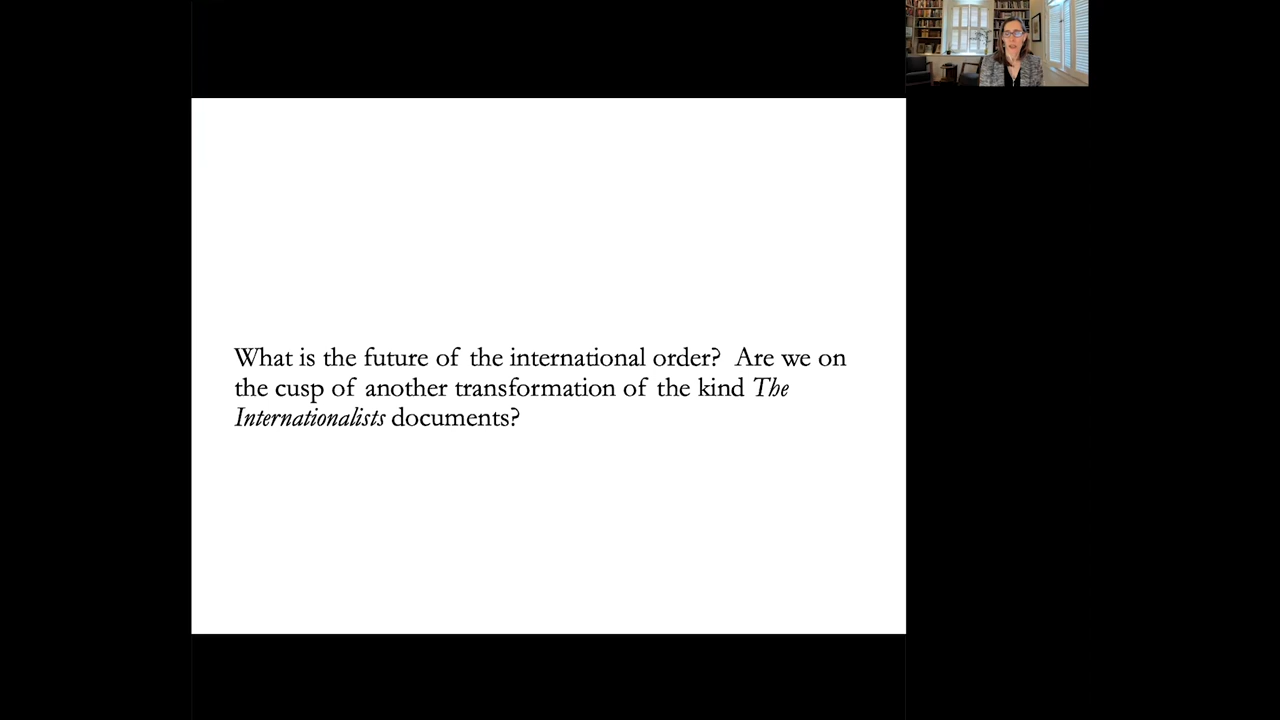 What is the future of the international order? Are we on
the cusp of another transformation of the kind The
Internationalists documents?